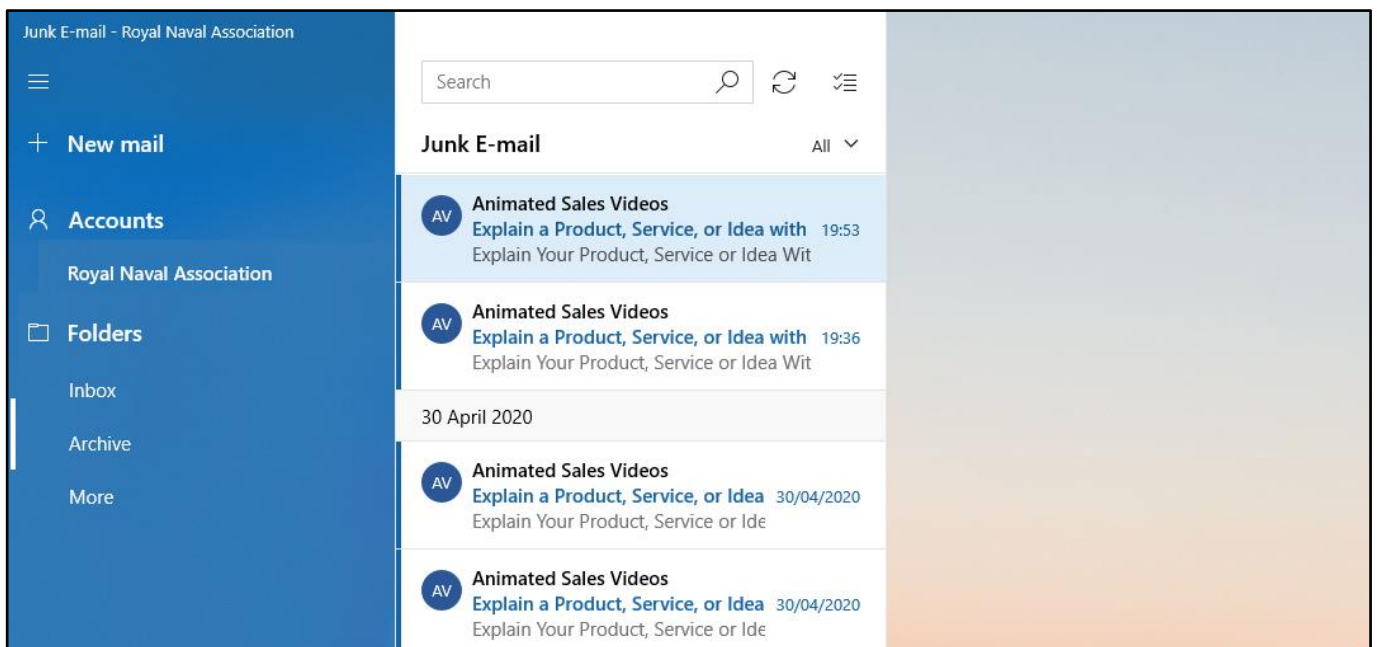 Junk E-mail - Royal Naval Association
New mail
Accounts
Royal Naval Association
Folders
Inbox
Archive
More
Search
Junk E-mail
All
AV
Animated Sales Videos
Explain a Product, Service, or Idea with 19:53
Explain Your Product, Service or Idea Wit
AV
Animated Sales Videos
Explain a Product, Service, or Idea with 19:36
Explain Your Product, Service or Idea Wit
30 April 2020
AV
Animated Sales Videos
Explain a Product, Service, or Idea 30/04/2020
Explain Your Product, Service or Ide
AV
Animated Sales Videos
Explain a Product, Service, or Idea 30/04/2020
Explain Your Product, Service or Ide